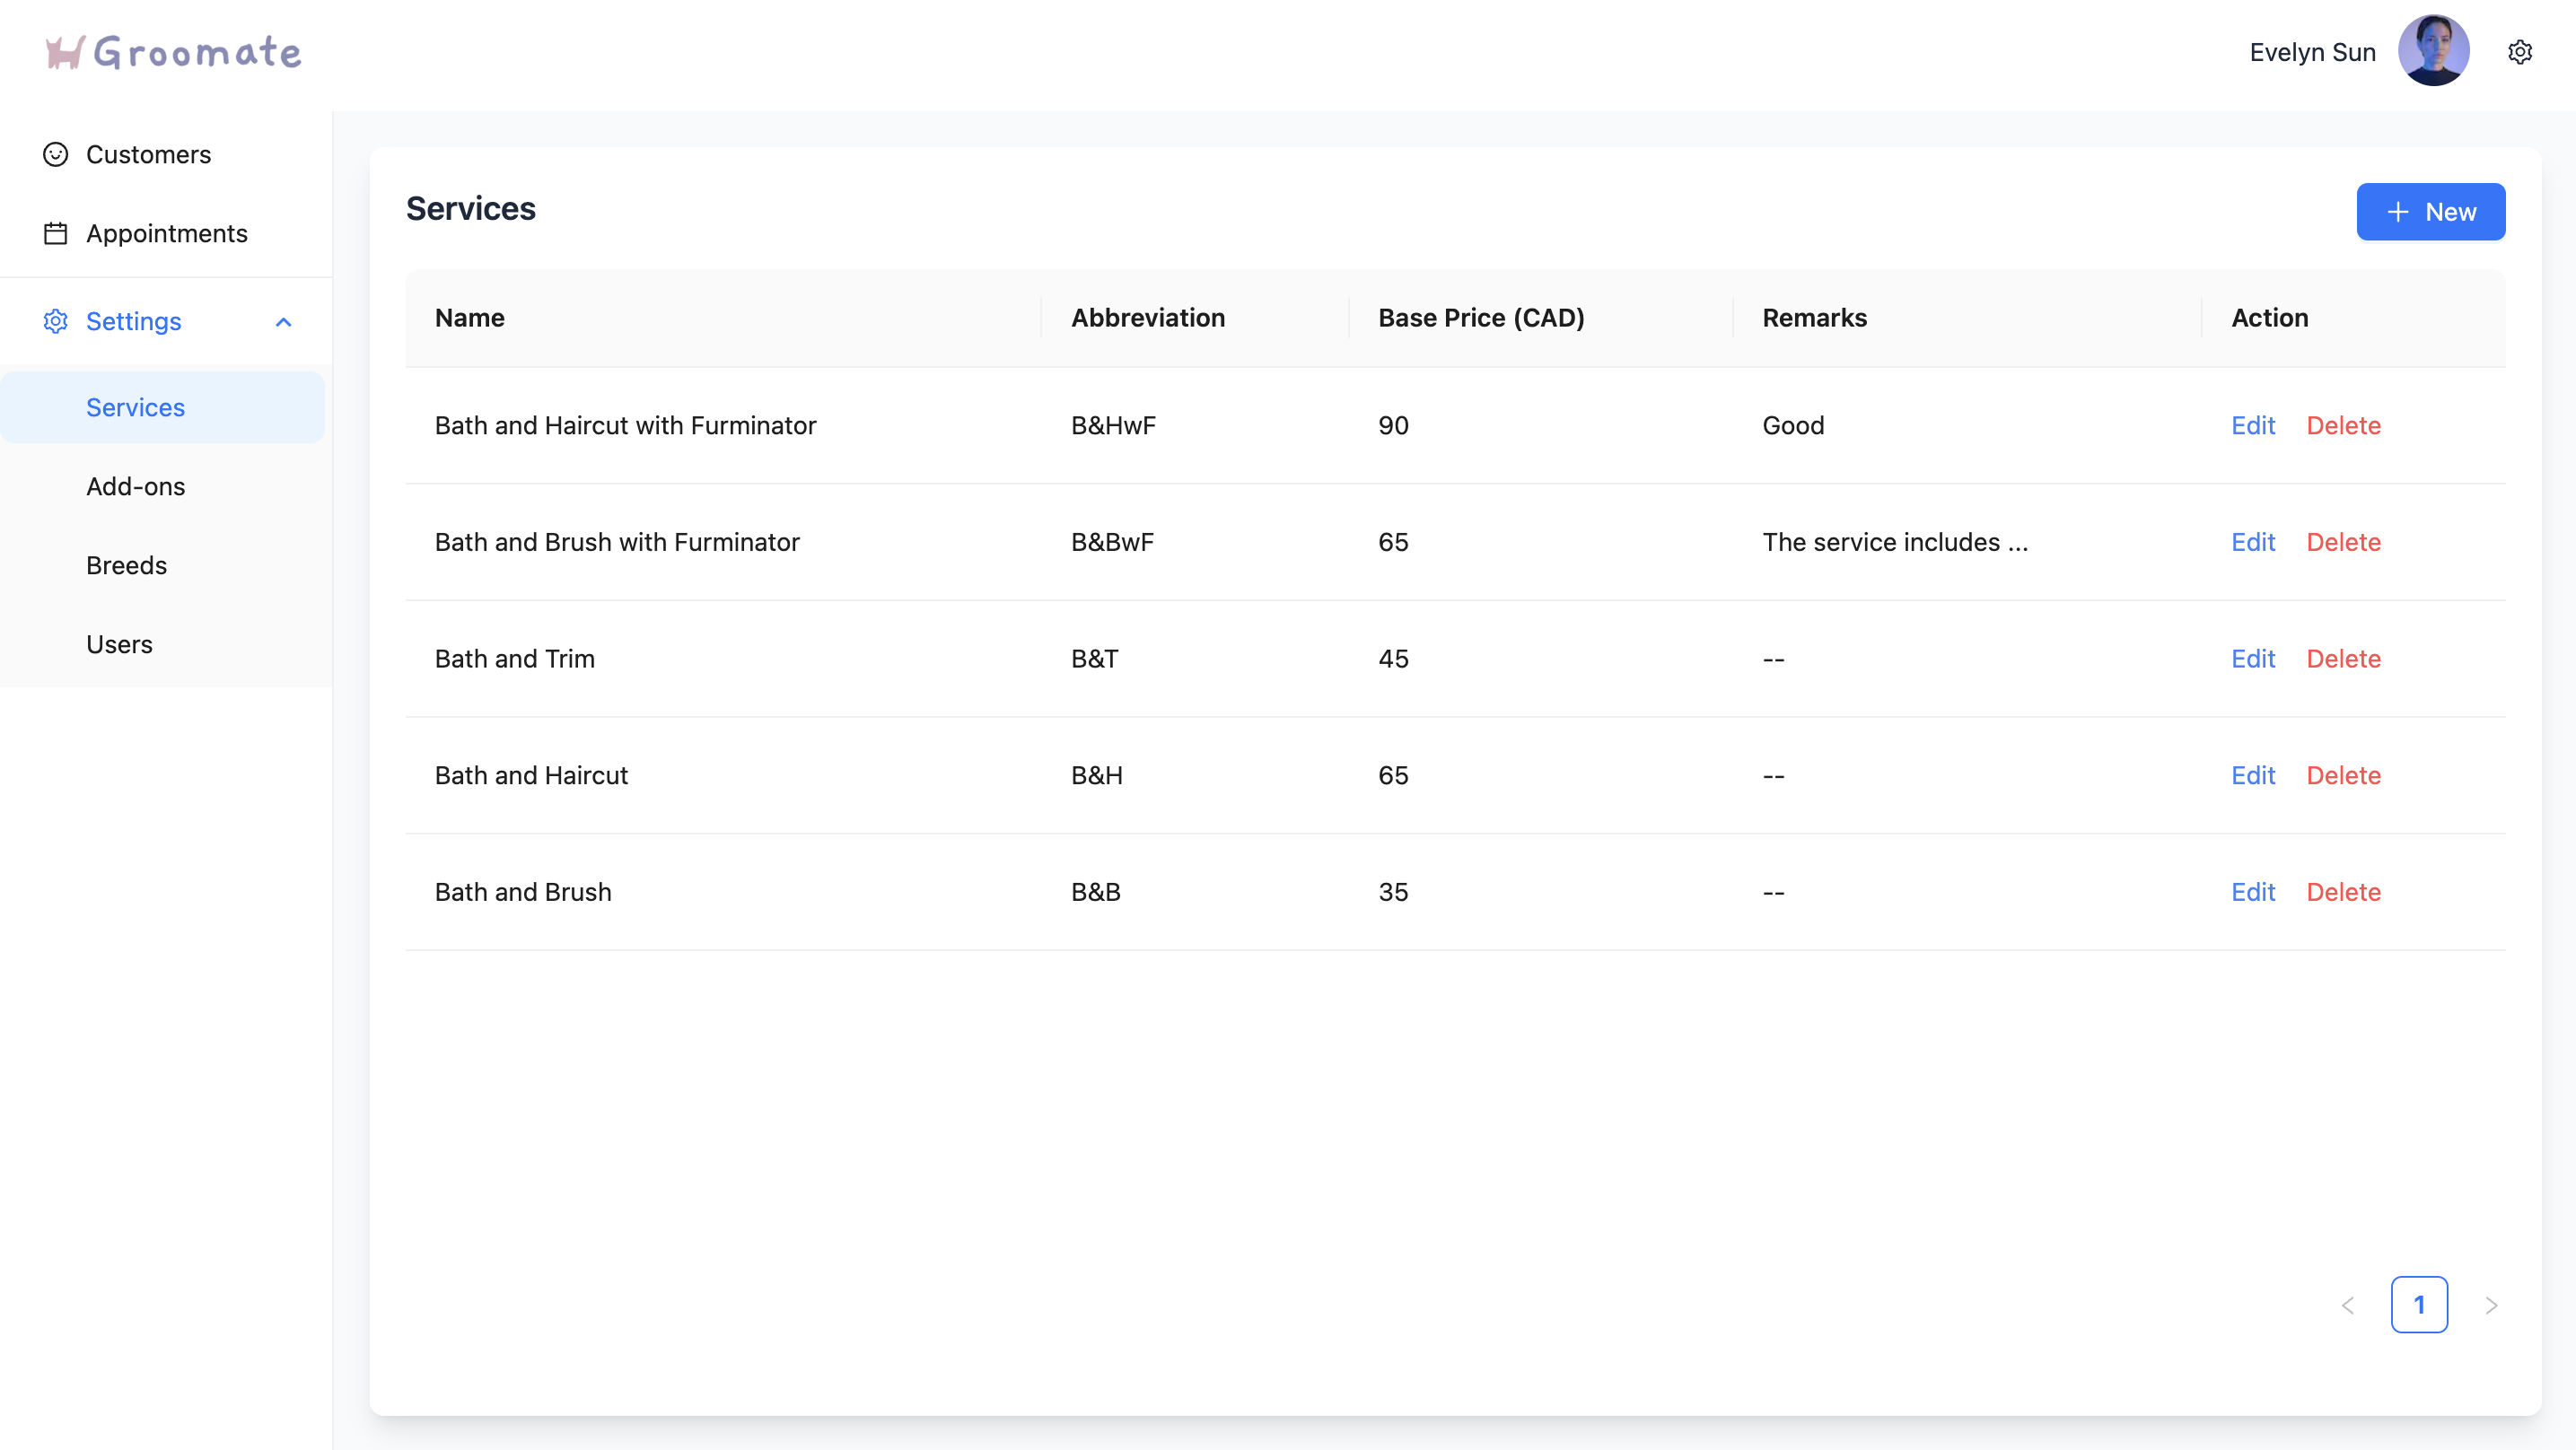 Groomate
Evelyn Sun
Customers
Appointments
Settings
Services
Add-ons
Breeds
Users
Services
New
Name Abbreviation Base Price (CAD) Remarks Action
Bath and Haircut with Furminator B&HwF 90 Good Edit Delete
Bath and Brush with Furminator B&BwF 65 The service includes ... Edit Delete
Bath and Trim B&T 45 -- Edit Delete
Bath and Haircut B&H 65 -- Edit Delete
Bath and Brush B&B 35 -- Edit Delete
1